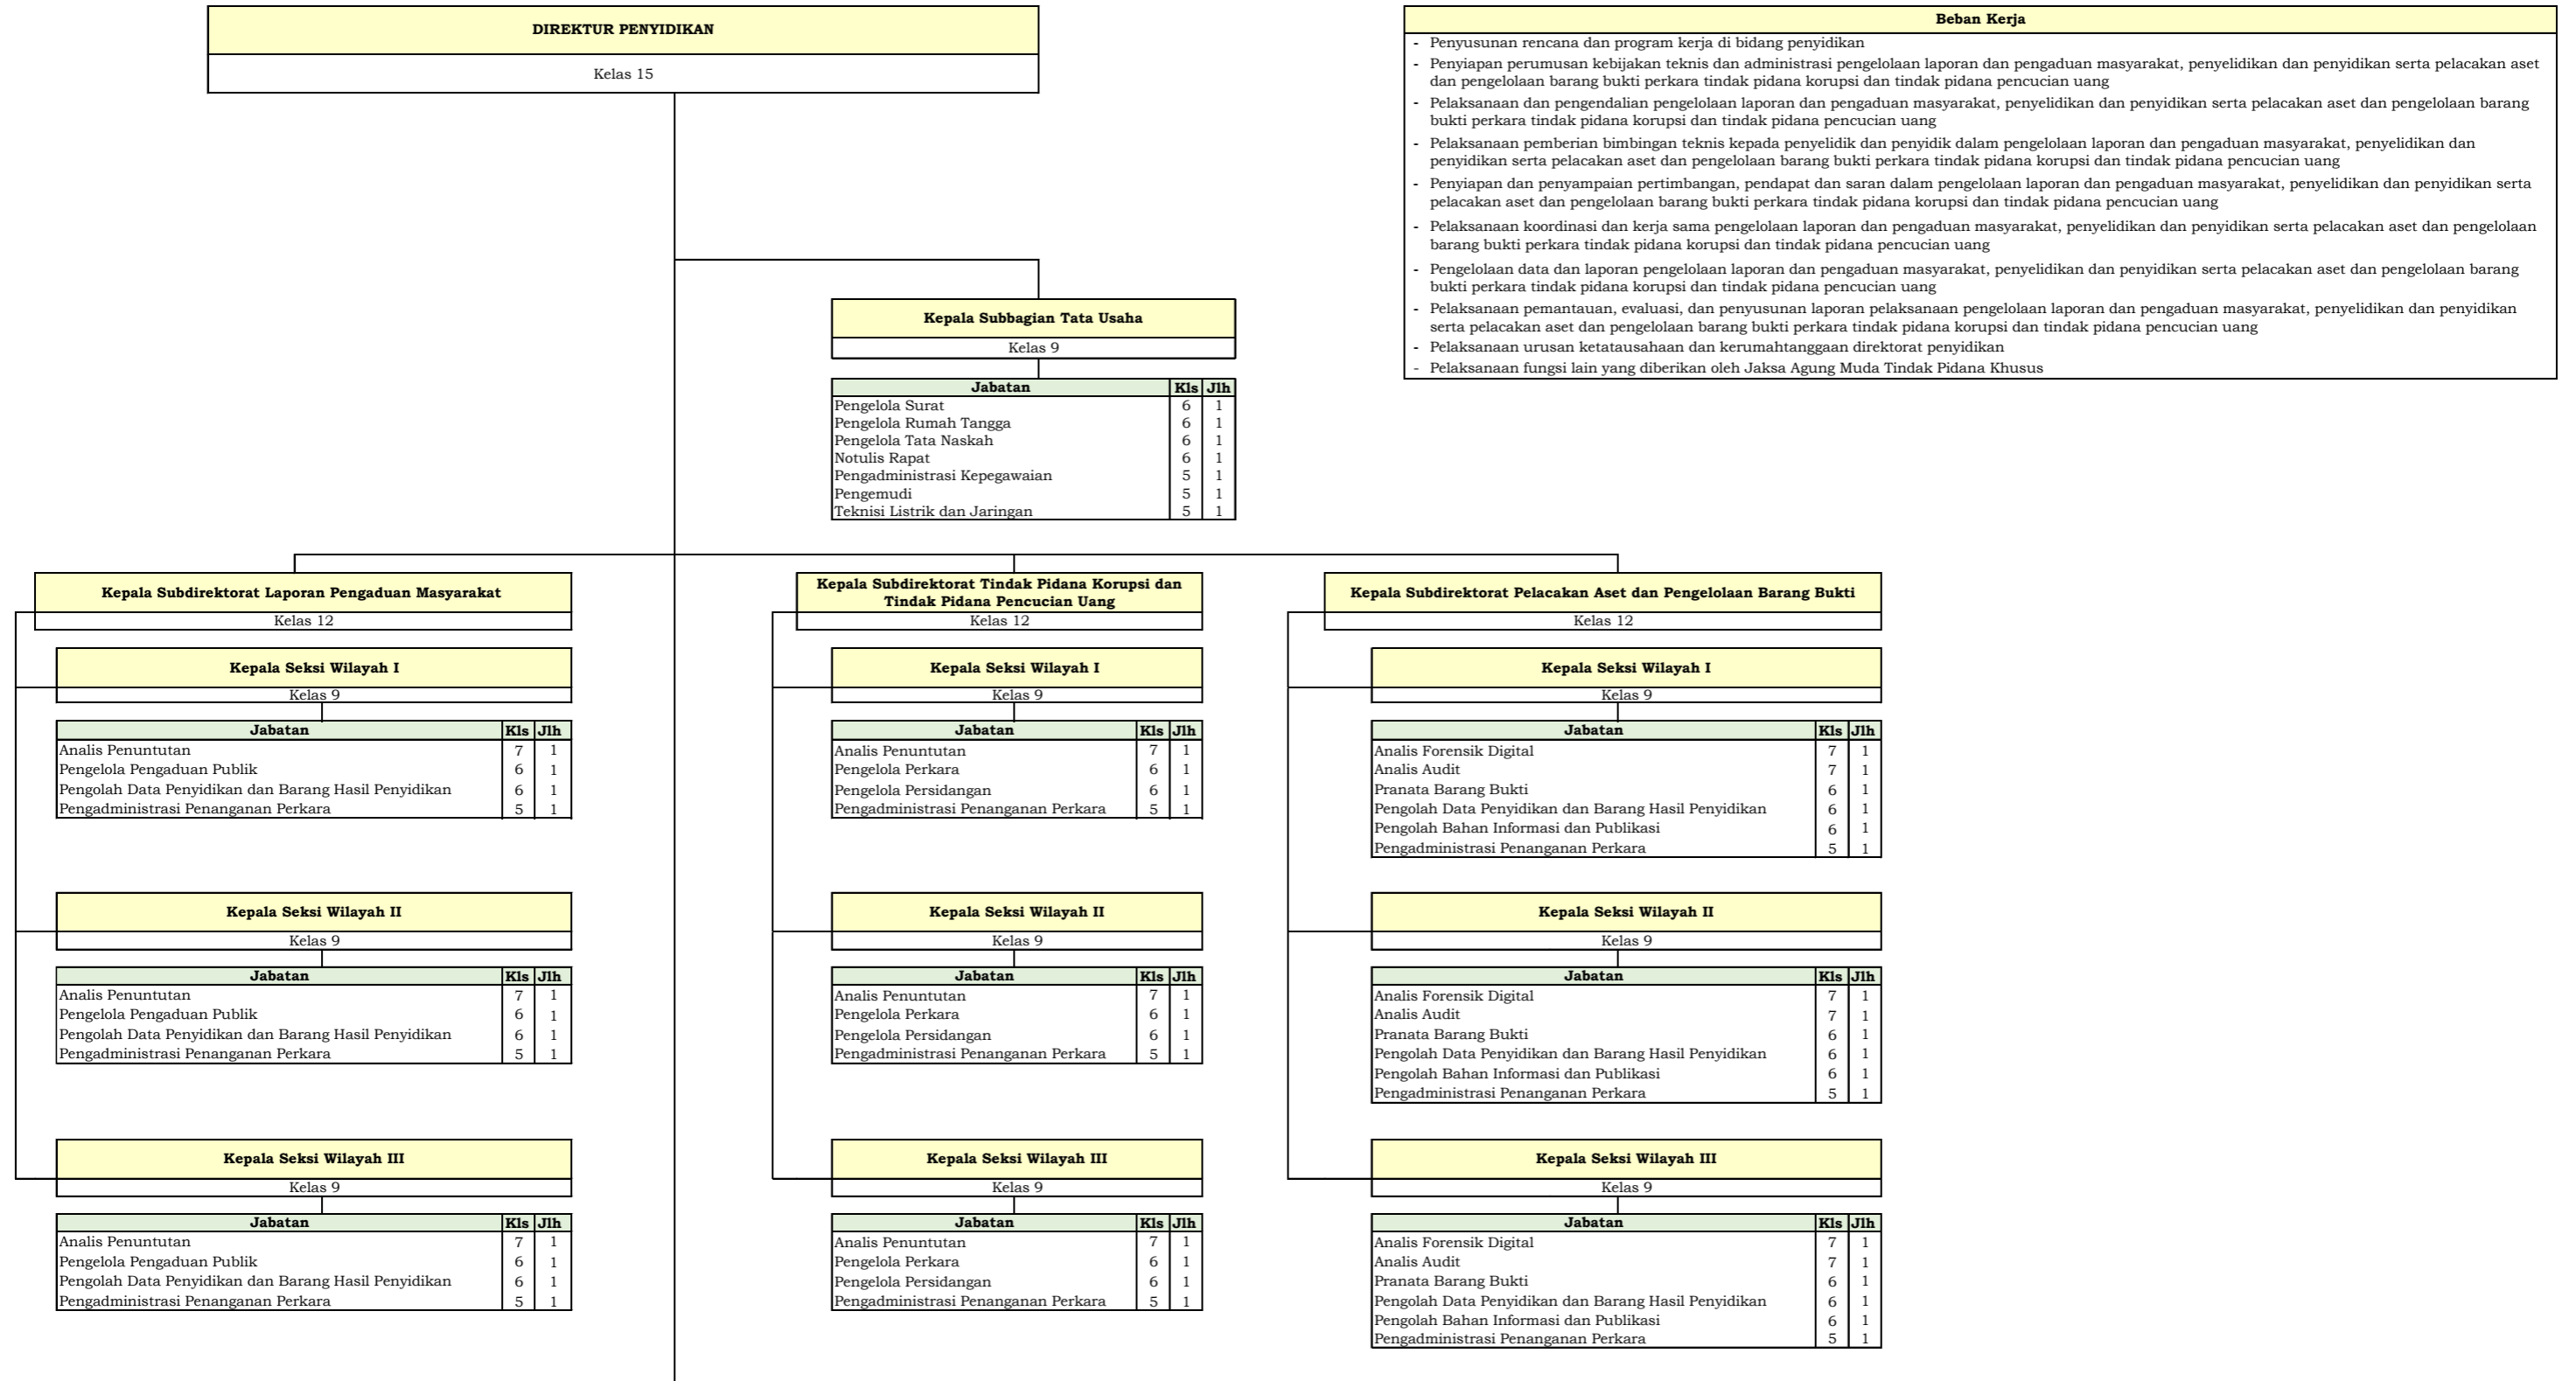 DIREKTUR PENYIDIKAN
Kelas 15
Beban Kerja
- Penyusunan rencana dan program kerja di bidang penyidikan
- Penyiapan perumusan kebijakan teknis dan administrasi pengelolaan laporan dan pengaduan masyarakat, penyelidikan dan penyidikan serta pelacakan aset
dan pengelolaan barang bukti perkara tindak pidana korupsi dan tindak pidana pencucian uang
- Pelaksanaan dan pengendalian pengelolaan laporan dan pengaduan masyarakat, penyelidikan dan penyidikan serta pelacakan aset dan pengelolaan barang
bukti perkara tindak pidana korupsi dan tindak pidana pencucian uang
- Pelaksanaan pemberian bimbingan teknis kepada penyelidik dan penyidik dalam pengelolaan laporan dan pengaduan masyarakat, penyelidikan dan
penyidikan serta pelacakan aset dan pengelolaan barang bukti perkara tindak pidana korupsi dan tindak pidana pencucian uang
- Penyiapan dan penyampaian pertimbangan, pendapat dan saran dalam pengelolaan laporan dan pengaduan masyarakat, penyelidikan dan penyidikan serta
pelacakan aset dan pengelolaan barang bukti perkara tindak pidana korupsi dan tindak pidana pencucian uang
- Pelaksanaan koordinasi dan kerja sama pengelolaan laporan dan pengaduan masyarakat, penyelidikan dan penyidikan serta pelacakan aset dan pengelolaan
barang bukti perkara tindak pidana korupsi dan tindak pidana pencucian uang
- Pengelolaan data dan laporan pengelolaan laporan dan pengaduan masyarakat, penyelidikan dan penyidikan serta pelacakan aset dan pengelolaan barang
bukti perkara tindak pidana korupsi dan tindak pidana pencucian uang
- Pelaksanaan pemantauan, evaluasi, dan penyusunan laporan pelaksanaan pengelolaan laporan dan pengaduan masyarakat, penyelidikan dan penyidikan
serta pelacakan aset dan pengelolaan barang bukti perkara tindak pidana korupsi dan tindak pidana pencucian uang
- Pelaksanaan urusan ketatausahaan dan kerumahtanggaan direktorat penyidikan
- Pelaksanaan fungsi lain yang diberikan oleh Jaksa Agung Muda Tindak Pidana Khusus
Kepala Subbagian Tata Usaha
Kelas 9
Jabatan Kls Jlh
Pengelola Surat 6 1
Pengelola Rumah Tangga 6 1
Pengelola Tata Naskah 6 1
Notulis Rapat 6 1
Pengadministrasi Kepegawaian 5 1
Pengemudi 5 1
Teknisi Listrik dan Jaringan 5 1
Kepala Subdirektorat Laporan Pengaduan Masyarakat
Kelas 12
Kepala Seksi Wilayah I
Kelas 9
Jabatan Kls Jlh
Analis Penuntutan 7 1
Pengelola Pengaduan Publik 6 1
Pengolah Data Penyidikan dan Barang Hasil Penyidikan 6 1
Pengadministrasi Penanganan Perkara 5 1
Kepala Seksi Wilayah II
Kelas 9
Jabatan Kls Jlh
Analis Penuntutan 7 1
Pengelola Pengaduan Publik 6 1
Pengolah Data Penyidikan dan Barang Hasil Penyidikan 6 1
Pengadministrasi Penanganan Perkara 5 1
Kepala Seksi Wilayah III
Kelas 9
Jabatan Kls Jlh
Analis Penuntutan 7 1
Pengelola Pengaduan Publik 6 1
Pengolah Data Penyidikan dan Barang Hasil Penyidikan 6 1
Pengadministrasi Penanganan Perkara 5 1
Kepala Subdirektorat Tindak Pidana Korupsi dan
Tindak Pidana Pencucian Uang
Kelas 12
Kepala Seksi Wilayah I
Kelas 9
Jabatan Kls Jlh
Analis Penuntutan 7 1
Pengelola Perkara 6 1
Pengelola Persidangan 6 1
Pengadministrasi Penanganan Perkara 5 1
Kepala Seksi Wilayah II
Kelas 9
Jabatan Kls Jlh
Analis Penuntutan 7 1
Pengelola Perkara 6 1
Pengelola Persidangan 6 1
Pengadministrasi Penanganan Perkara 5 1
Kepala Seksi Wilayah III
Kelas 9
Jabatan Kls Jlh
Analis Penuntutan 7 1
Pengelola Perkara 6 1
Pengelola Persidangan 6 1
Pengadministrasi Penanganan Perkara 5 1
Kepala Subdirektorat Pelacakan Aset dan Pengelolaan Barang Bukti
Kelas 12
Kepala Seksi Wilayah I
Kelas 9
Jabatan Kls Jlh
Analis Forensik Digital 7 1
Analis Audit 7 1
Pranata Barang Bukti 6 1
Pengolah Data Penyidikan dan Barang Hasil Penyidikan 6 1
Pengolah Bahan Informasi dan Publikasi 6 1
Pengadministrasi Penanganan Perkara 5 1
Kepala Seksi Wilayah II
Kelas 9
Jabatan Kls Jlh
Analis Forensik Digital 7 1
Analis Audit 7 1
Pranata Barang Bukti 6 1
Pengolah Data Penyidikan dan Barang Hasil Penyidikan 6 1
Pengolah Bahan Informasi dan Publikasi 6 1
Pengadministrasi Penanganan Perkara 5 1
Kepala Seksi Wilayah III
Kelas 9
Jabatan Kls Jlh
Analis Forensik Digital 7 1
Analis Audit 7 1
Pranata Barang Bukti 6 1
Pengolah Data Penyidikan dan Barang Hasil Penyidikan 6 1
Pengolah Bahan Informasi dan Publikasi 6 1
Pengadministrasi Penanganan Perkara 5 1